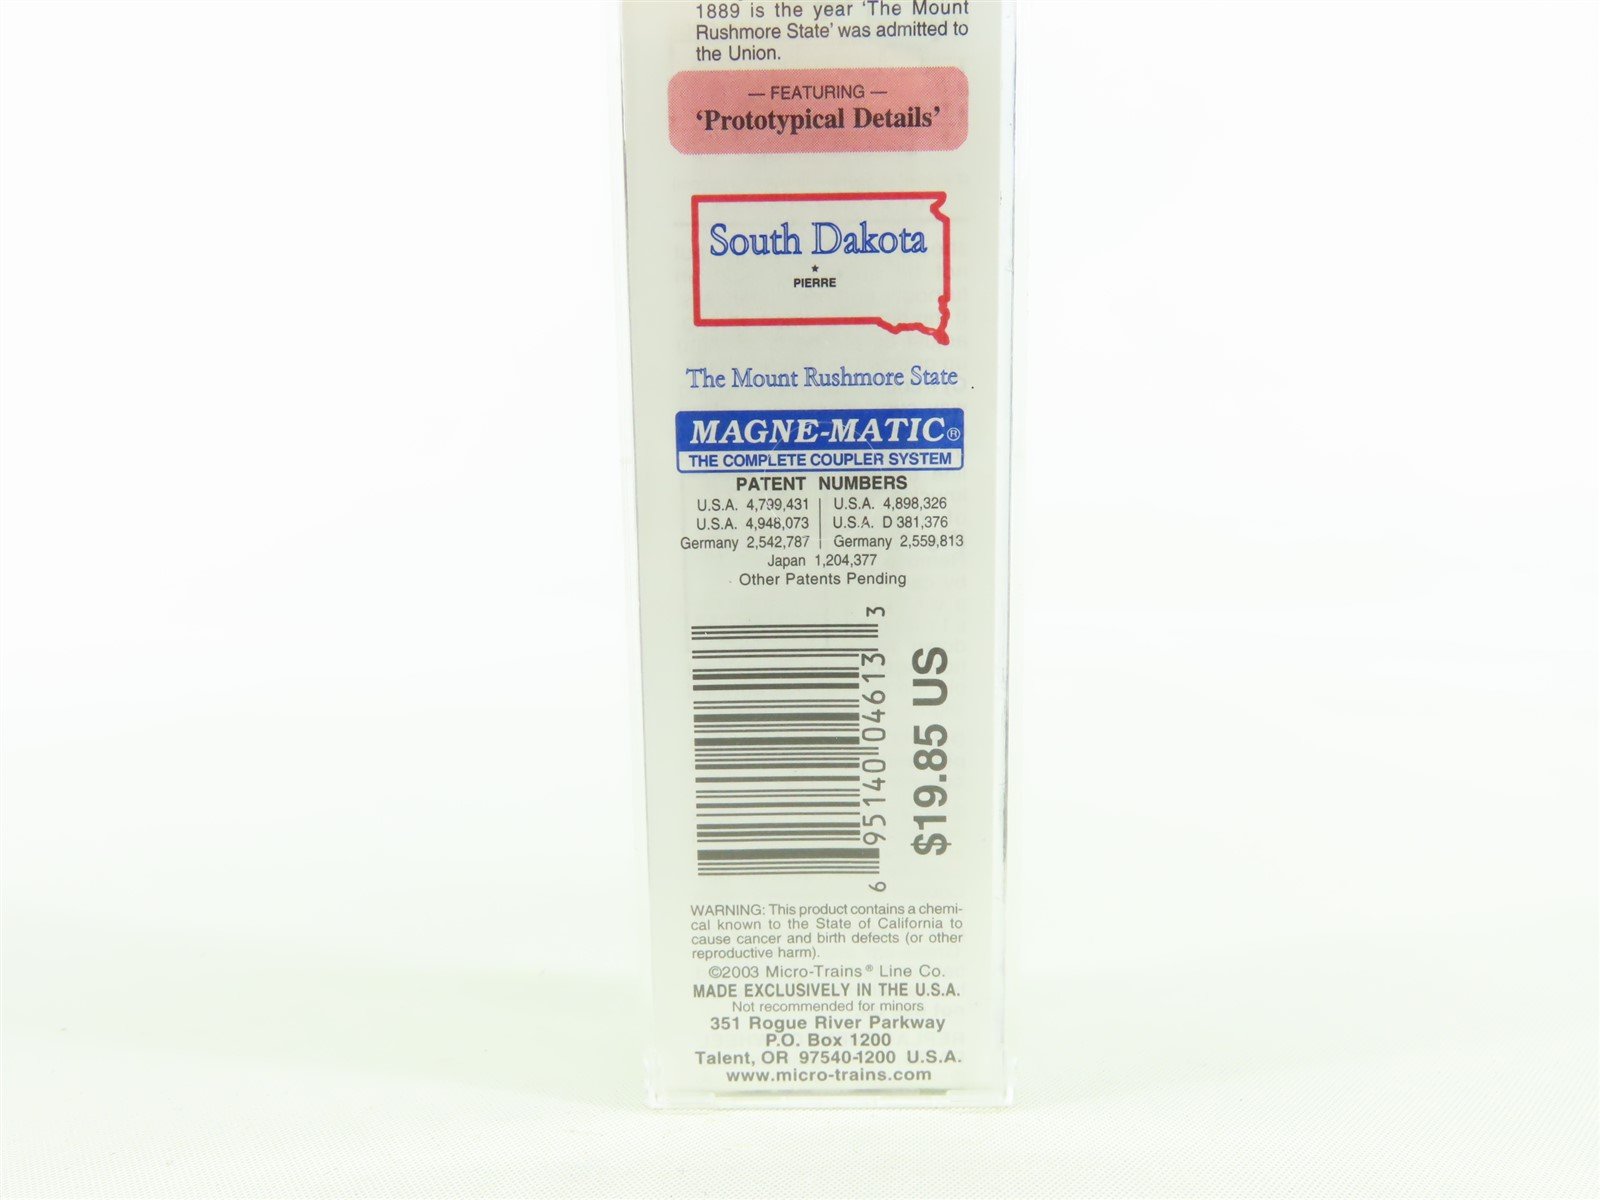 1889 is the year 'The Mount
Rushmore State' was admitted to
the Union.
— FEATURING —
'Prototypical Details'
South Dakota
PIERRE
The Mount Rushmore State
MAGNE-MATIC®
THE COMPLETE COUPLER SYSTEM
PATENT NUMBERS
U.S.A. 4,799,431 | U.S.A. 4,898,326
U.S.A. 4,948,073 | U.S.A. D 381,376
Germany 2,542,787 | Germany 2,559,813
Japan 1,204,377
Other Patents Pending
6 95140 04613 3
$19.85 US
WARNING: This product contains a chemi-
cal known to the State of California to
cause cancer and birth defects (or other
reproductive harm).
©2003 Micro-Trains® Line Co.
MADE EXCLUSIVELY IN THE U.S.A.
Not recommended for minors
351 Rogue River Parkway
P.O. Box 1200
Talent, OR 97540-1200 U.S.A.
www.micro-trains.com